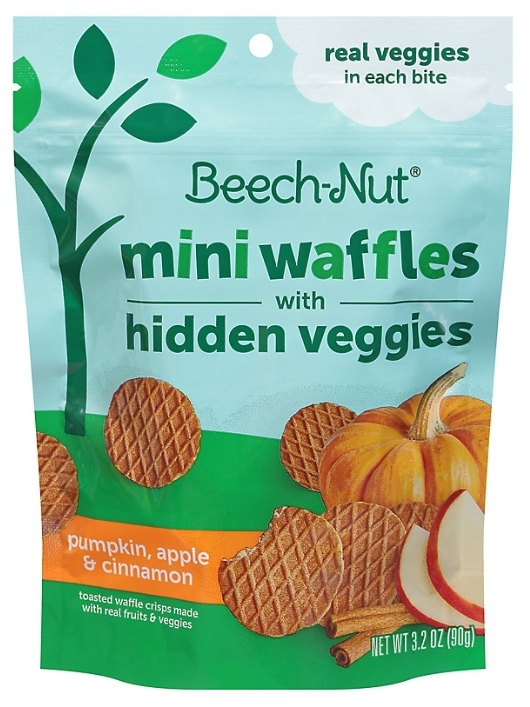 real veggies
in each bite
Beech-Nut®
mini waffles
with
hidden veggies
pumpkin, apple
& cinnamon
toasted waffle crisps made
with real fruits & veggies
NET WT 3.2 OZ (90g)